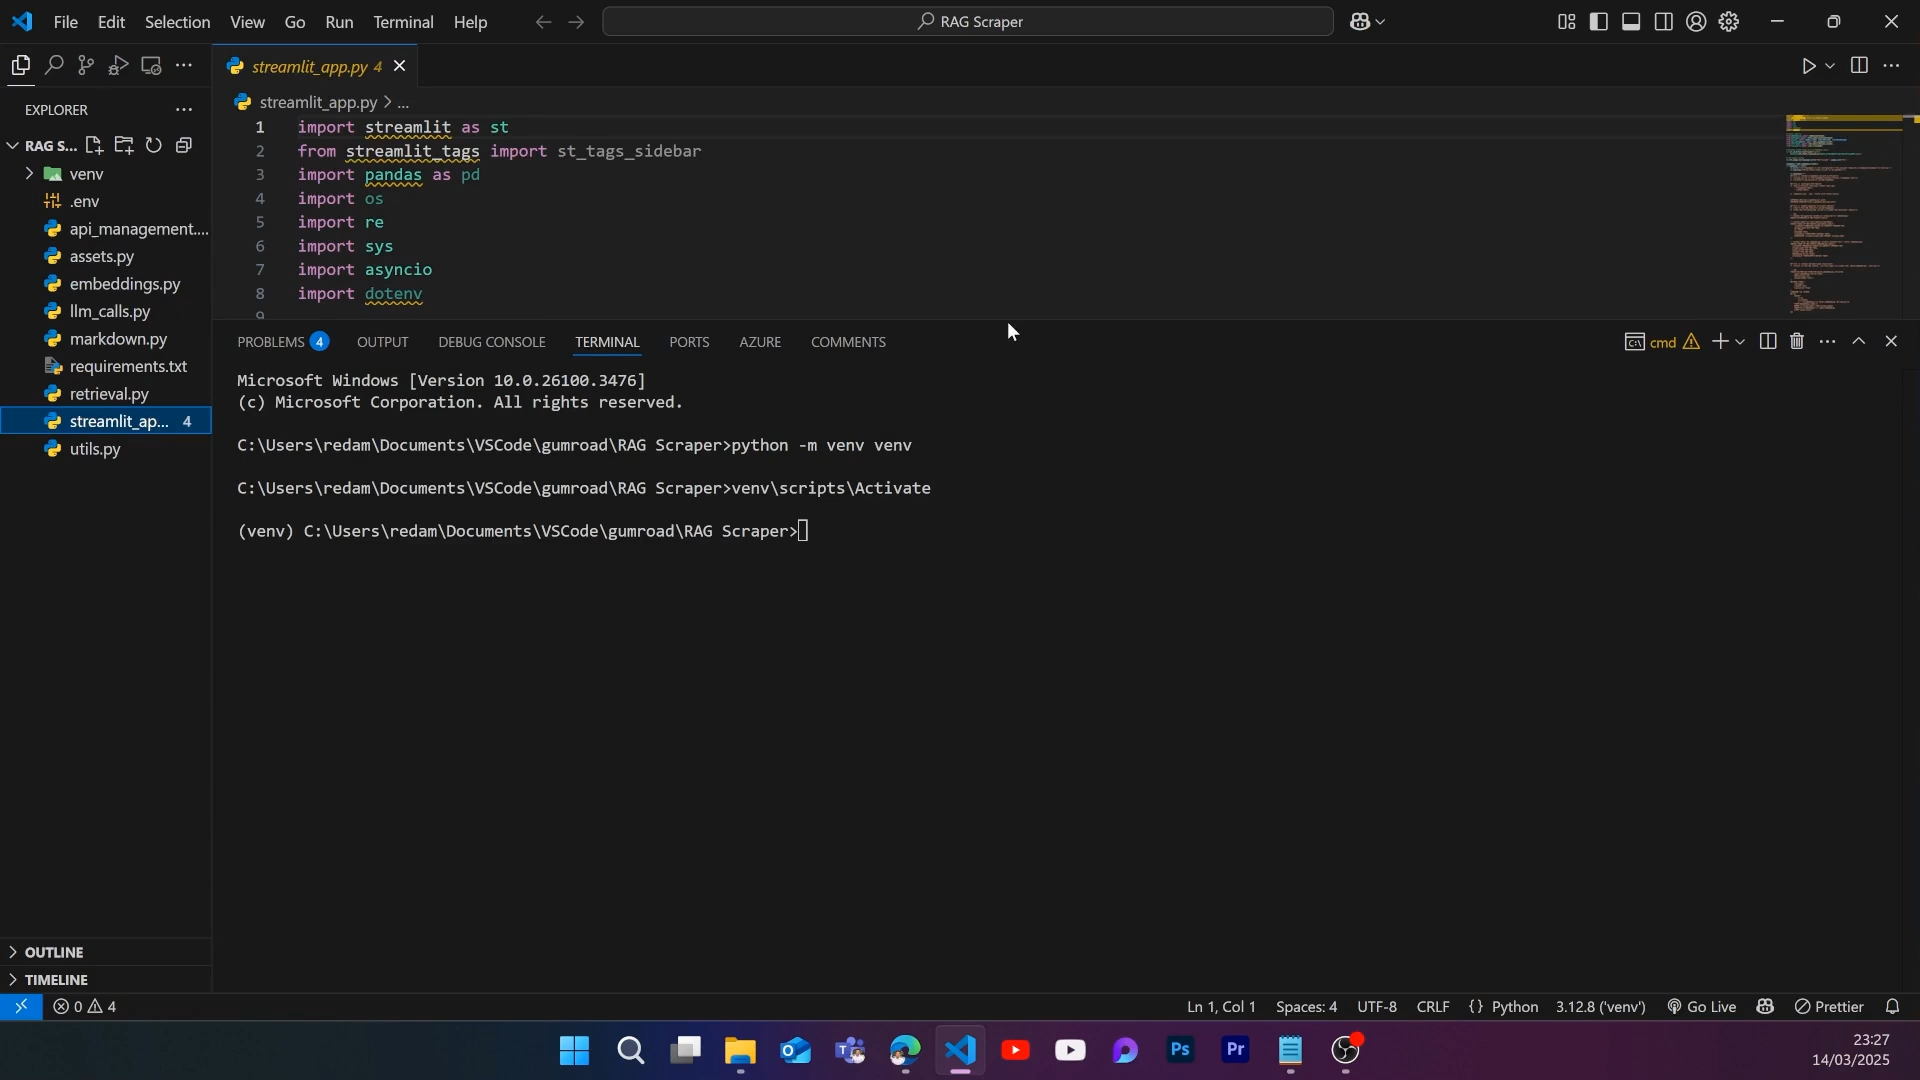 File Edit Selection View Go Run Terminal Help
RAG Scraper
streamlit_app.py 4
EXPLORER
streamlit_app.py > ...
RAG S...
venv
.env
api_management....
assets.py
embeddings.py
llm_calls.py
markdown.py
requirements.txt
retrieval.py
streamlit_ap... 4
utils.py
OUTLINE
TIMELINE
1 import streamlit as st
2 from streamlit_tags import st_tags_sidebar
3 import pandas as pd
4 import os
5 import re
6 import sys
7 import asyncio
8 import dotenv
9
PROBLEMS 4 OUTPUT DEBUG CONSOLE TERMINAL PORTS AZURE COMMENTS
cmd
Microsoft Windows [Version 10.0.26100.3476]
(c) Microsoft Corporation. All rights reserved.
C:\Users\redam\Documents\VSCode\gumroad\RAG Scraper>python -m venv venv
C:\Users\redam\Documents\VSCode\gumroad\RAG Scraper>venv\scripts\Activate
(venv) C:\Users\redam\Documents\VSCode\gumroad\RAG Scraper>
0 4
Ln 1, Col 1 Spaces: 4 UTF-8 CRLF {} Python 3.12.8 ('venv') Go Live Prettier
Ps
Pr
23:27
14/03/2025